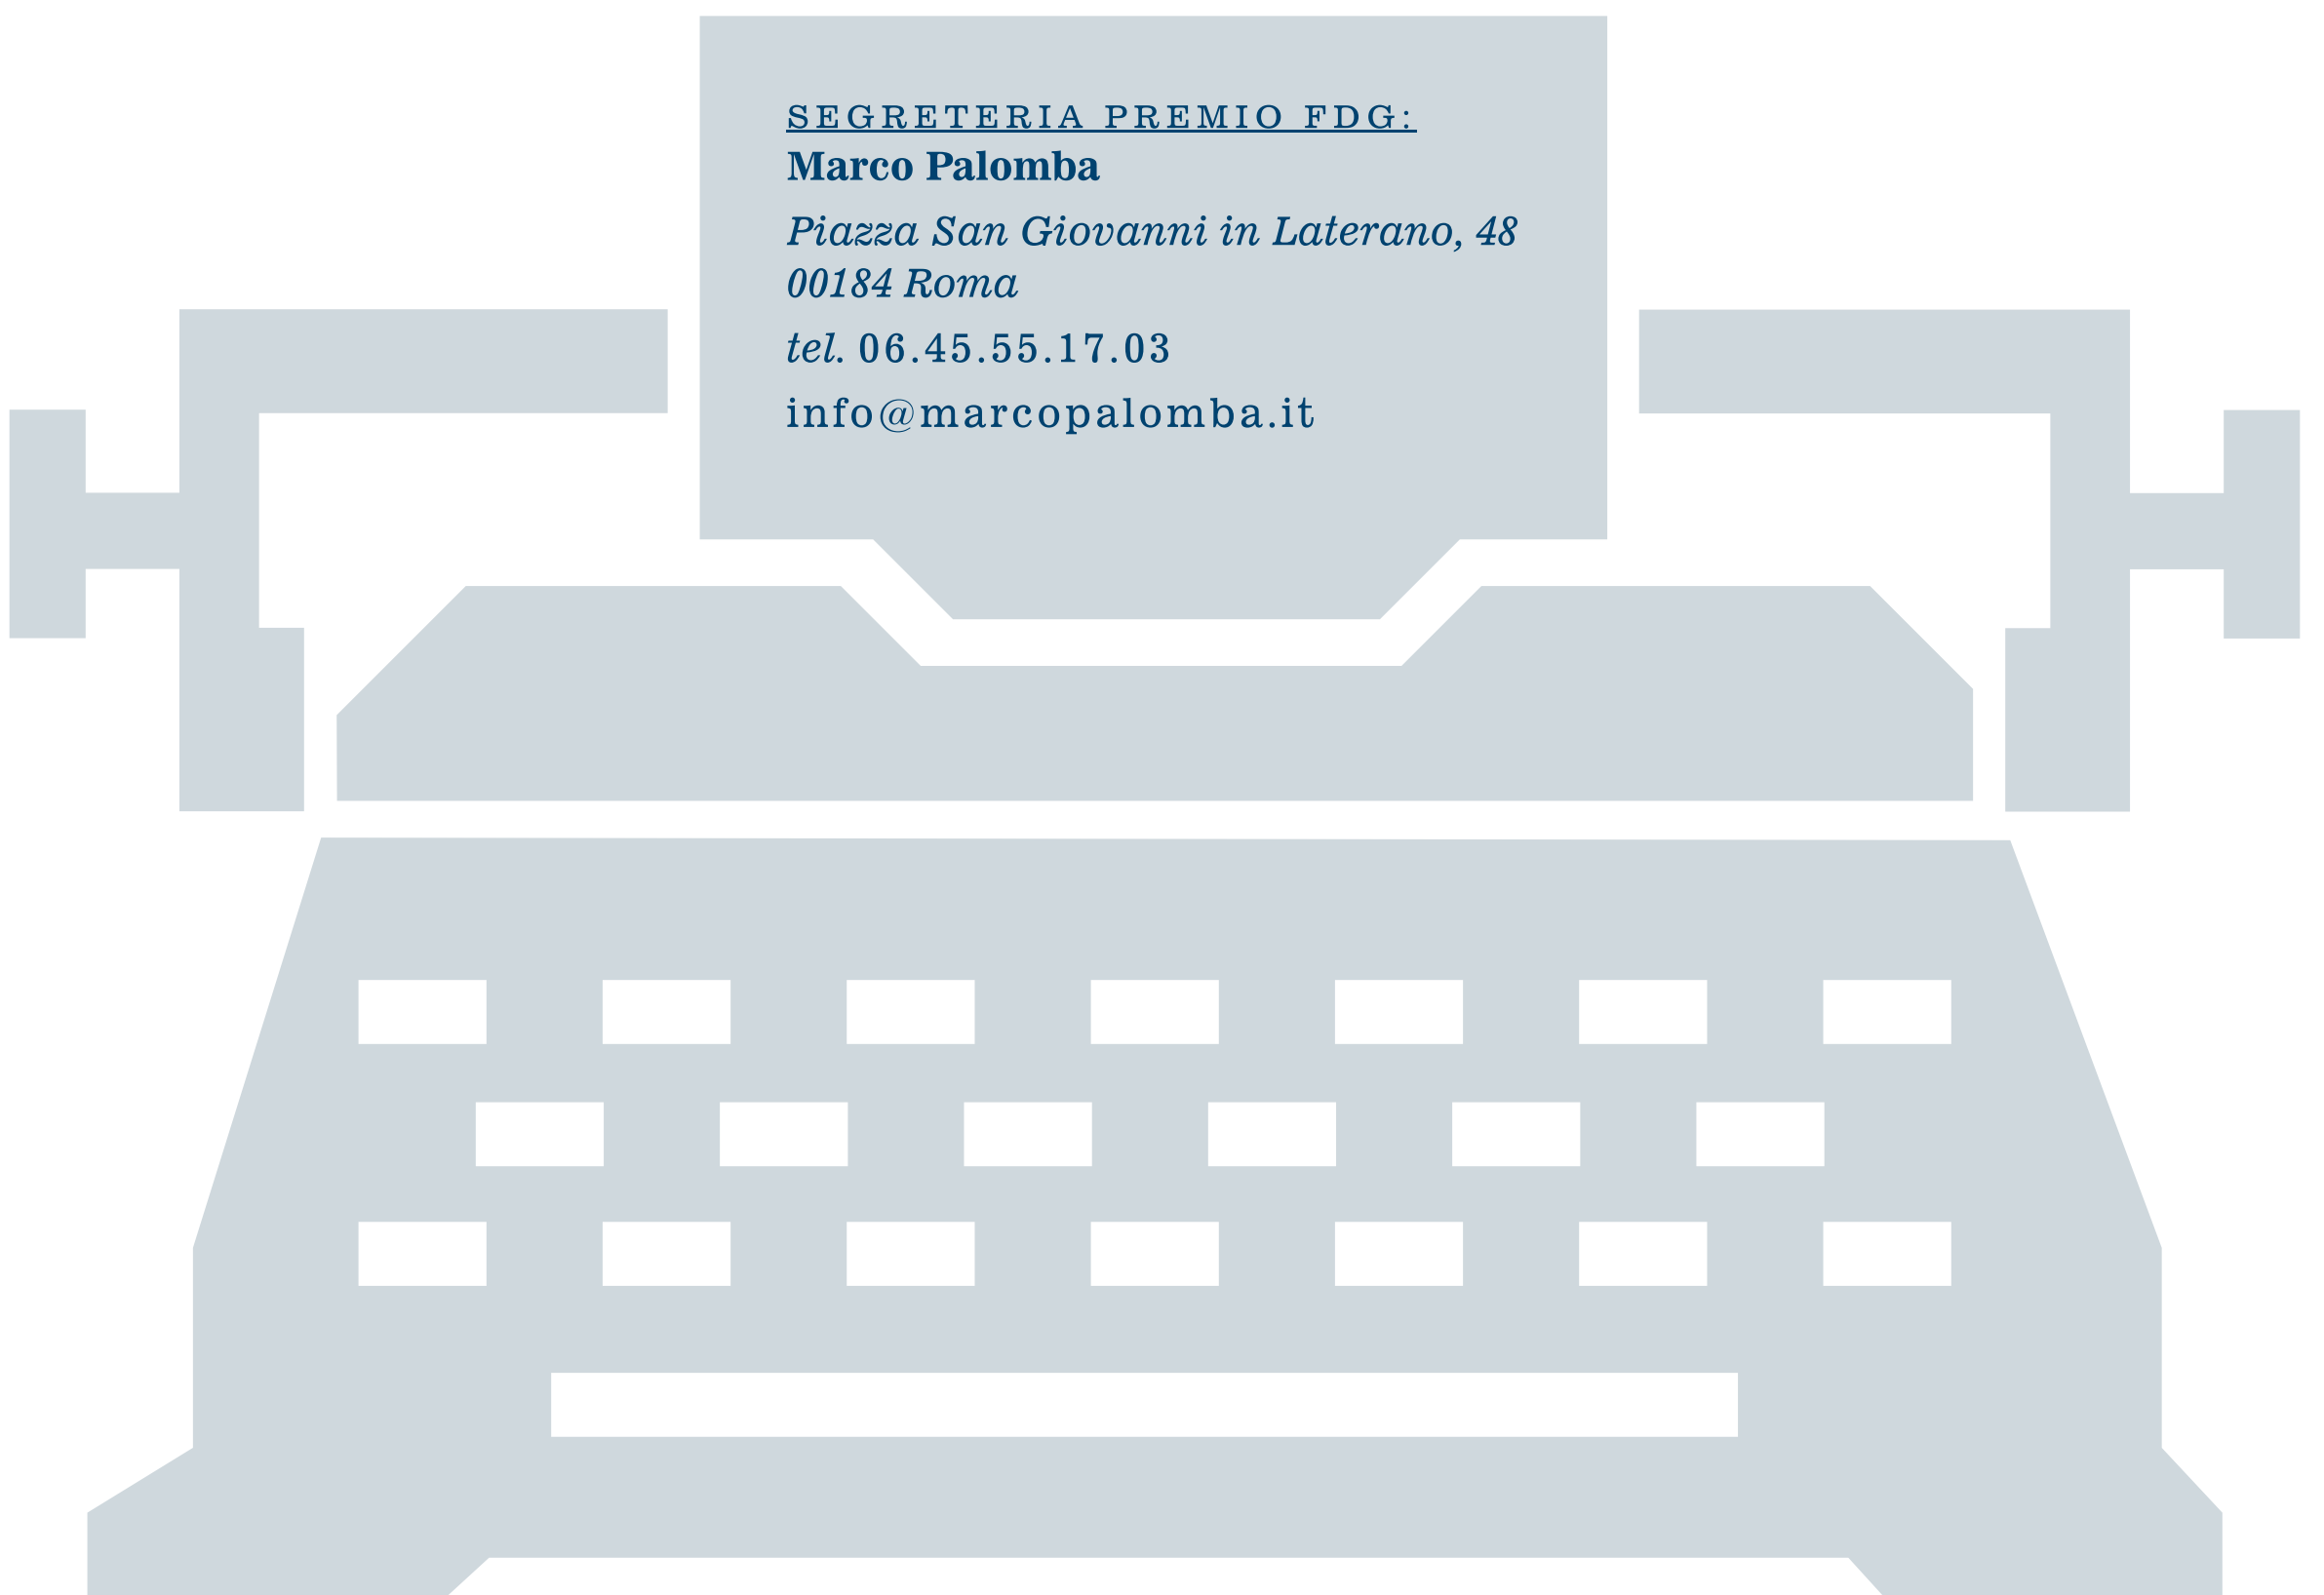 SEGRETERIA PREMIO FDG:
Marco Palomba
Piazza San Giovanni in Laterano, 48
00184 Roma
tel. 06.45.55.17.03
info@marcopalomba.it